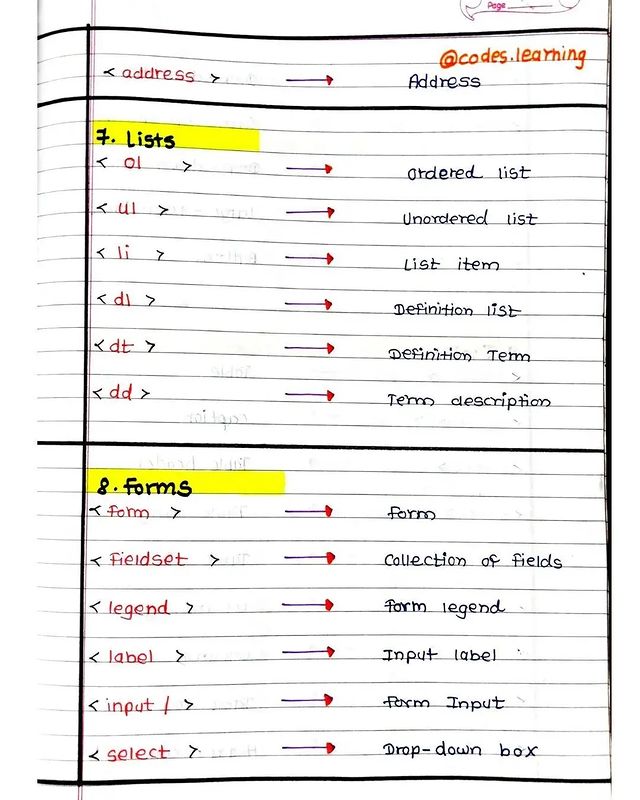 Page
@codes.learning
< address > → Address
7. Lists
< ol > → ordered list
< ul > → Unordered list
< li > → List item
< dl > → Definition list
< dt > → Definition Term
< dd > → Term description
8. Forms
< form > → form
< fieldset > → Collection of fields
< legend > → form legend
< label > → Input label
< input / > → form Input
< select > → Drop-down box